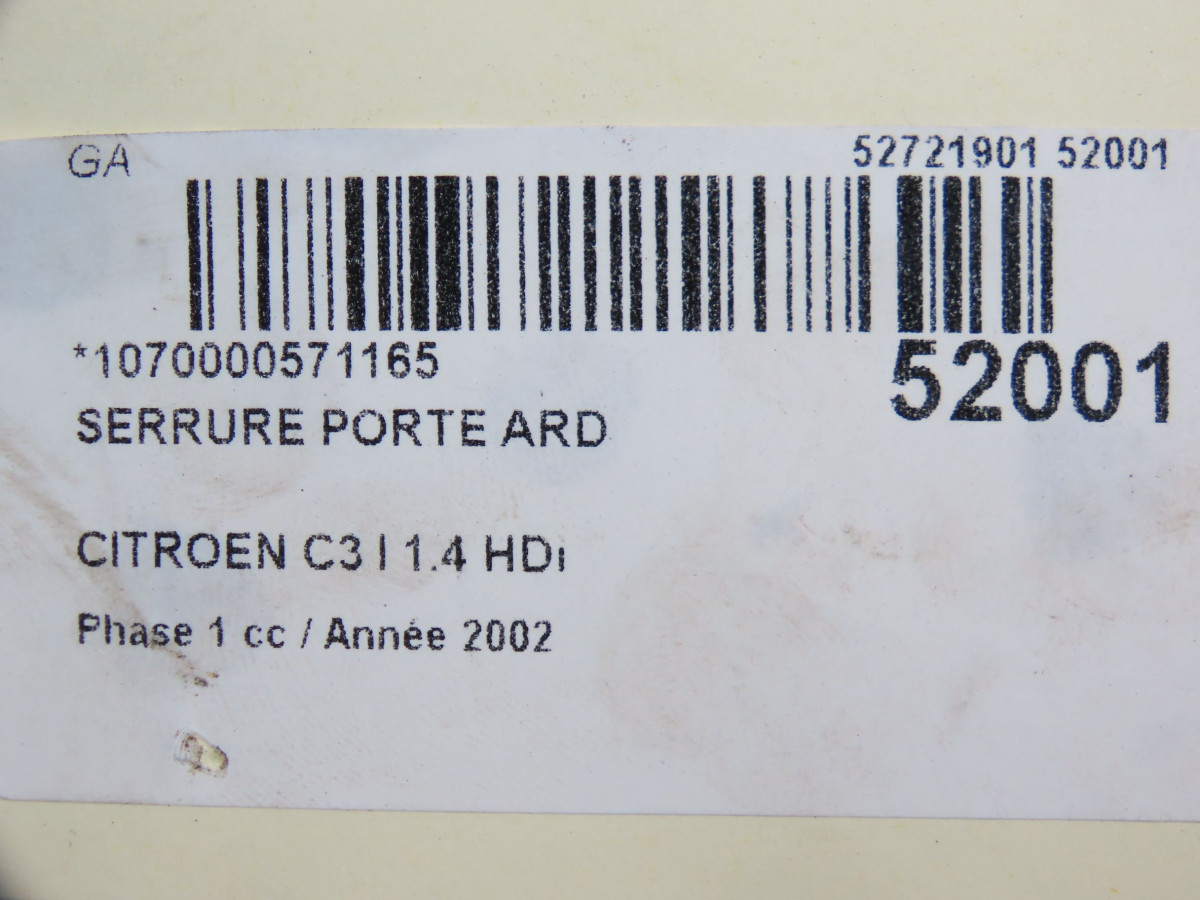 GA
52721901 52001
*1070000571165
52001
SERRURE PORTE ARD
CITROEN C3 I 1.4 HDi
Phase 1 cc / Année 2002